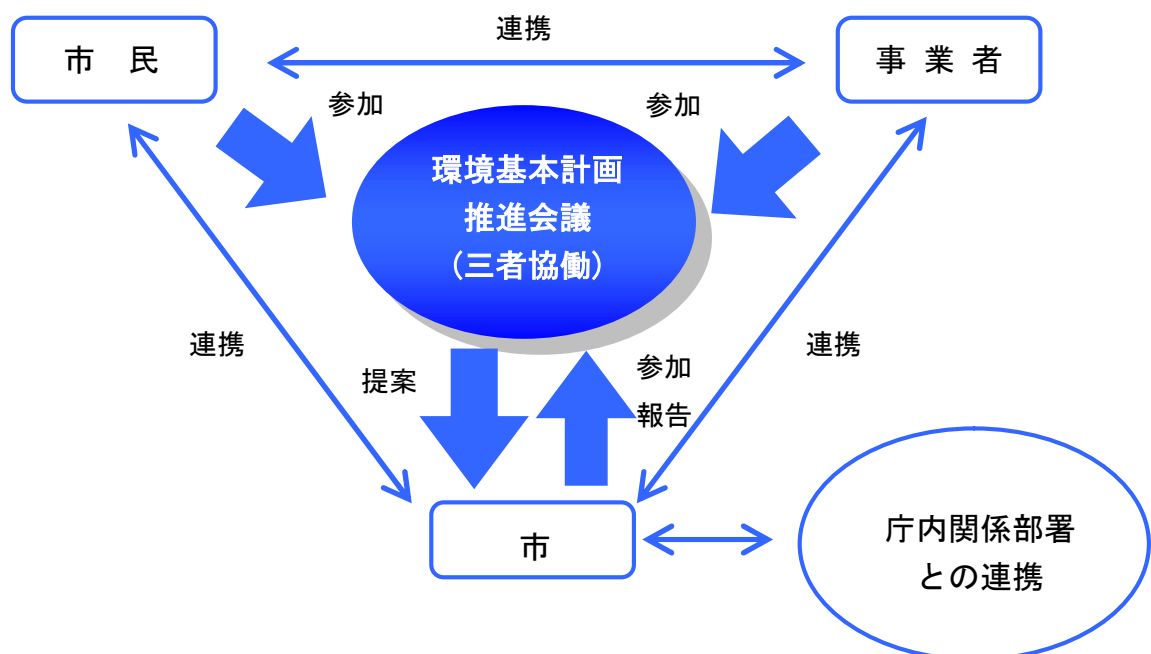 連携
市 民
事 業 者
参加
参加
環境基本計画
推進会議
(三者協働)
連携
連携
提案
参加
報告
市
庁内関係部署
との連携